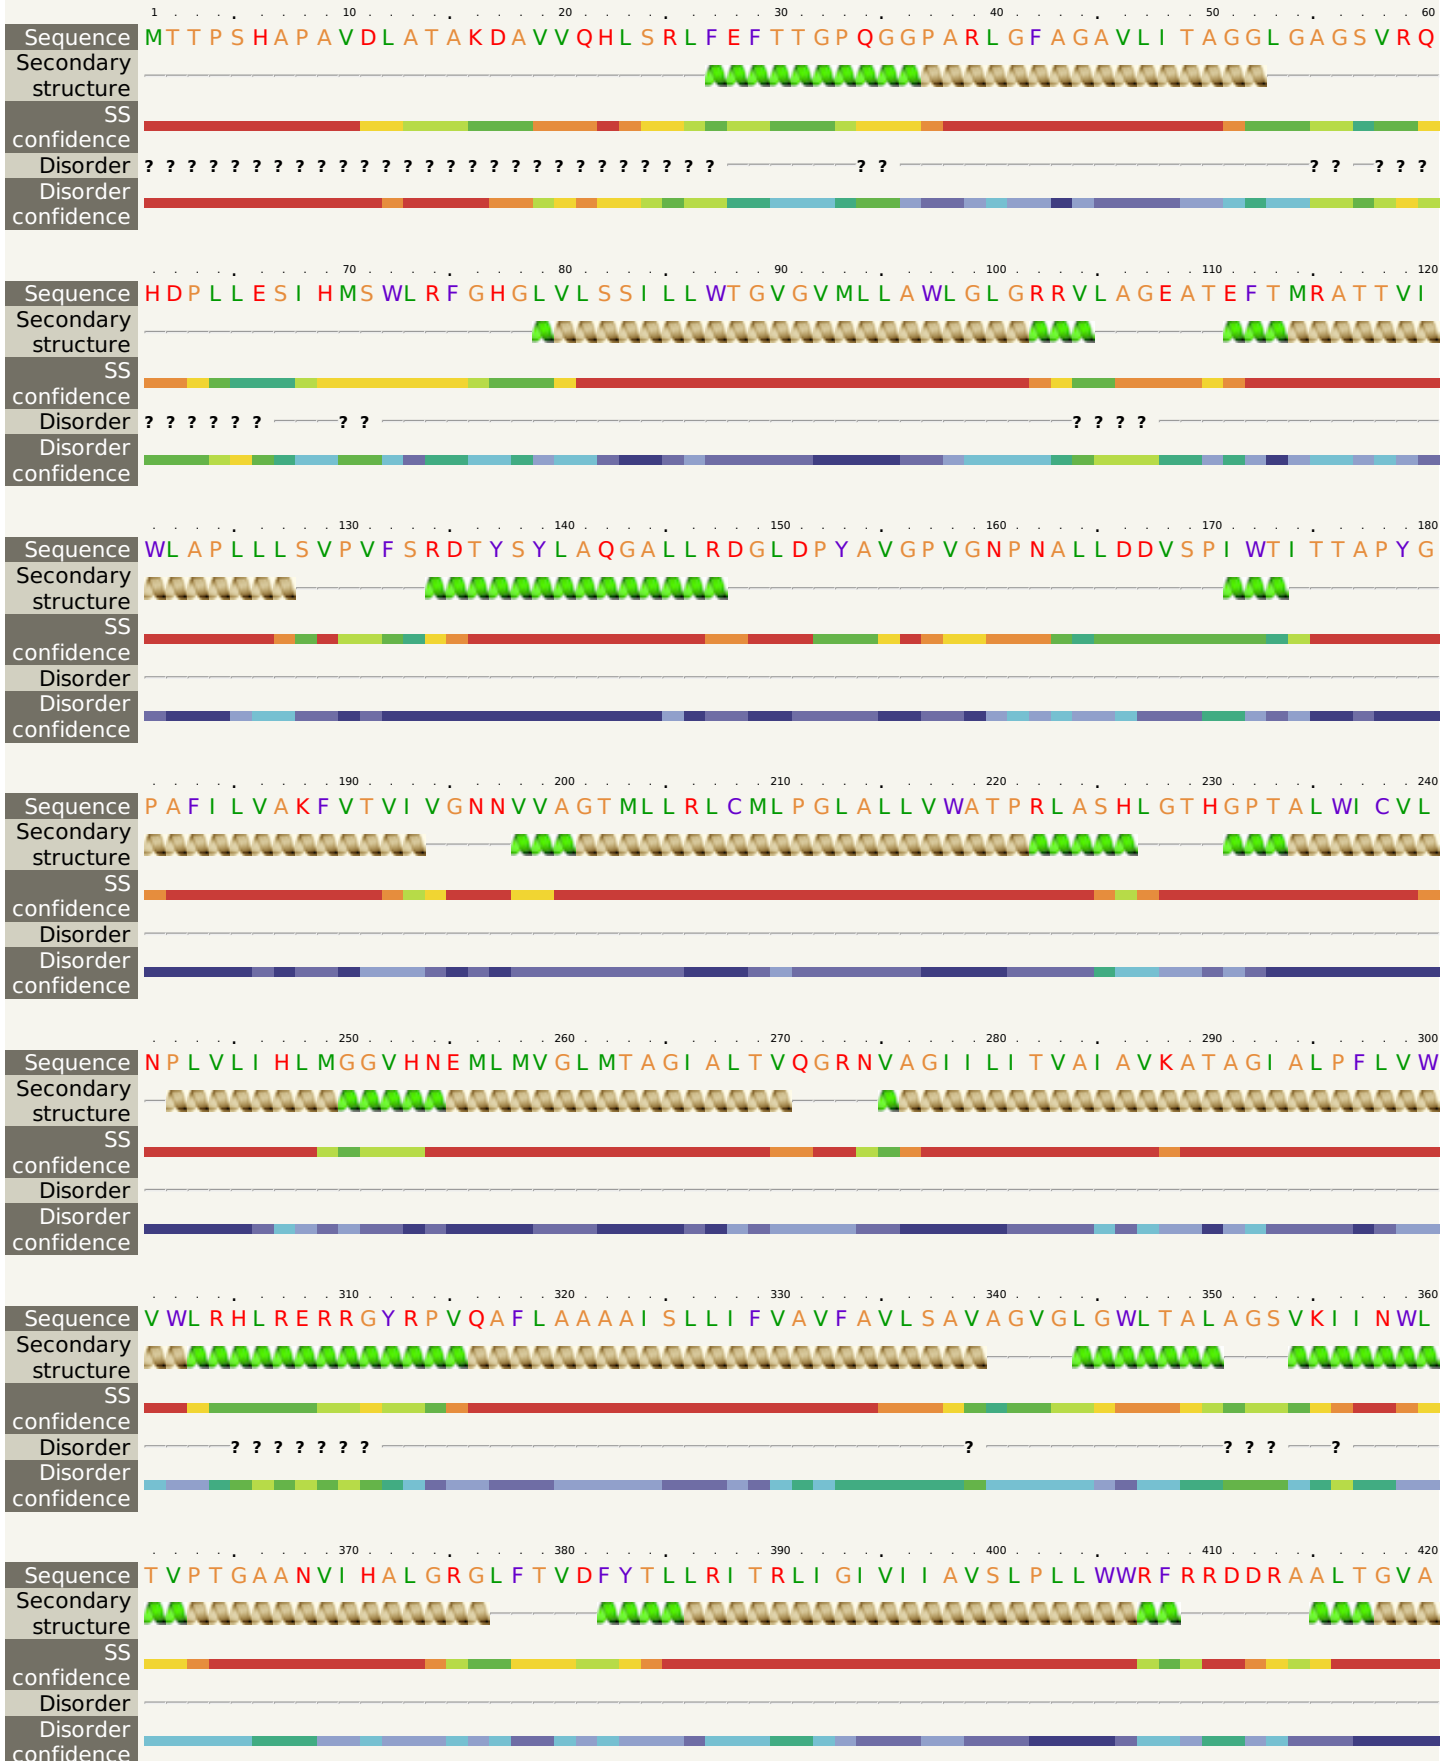 1 10 20 30 40 50 60
Sequence MTTPSHAPAVDLATAKDAVVQHLSRLFEFTTGPQGGPARLGFAGAVLITAGGLGAGSVRQ
Secondary
structure
SS
confidence
Disorder ? ? ? ? ? ? ? ? ? ? ? ? ? ? ? ? ? ? ? ? ? ? ? ? ? ? ? ? ? ? ? ? ? ?
Disorder
confidence
70 80 90 100 110 120
Sequence HDPLLESIHMSWLRFGHGLVLSSILLWTGVGVMLLAWLGLGRRVLAGEATEFTMRATTVI
Secondary
structure
SS
confidence
Disorder ? ? ? ? ? ? ? ? ? ? ? ?
Disorder
confidence
130 140 150 160 170 180
Sequence WLAPLLLSVPVFSRDTYSYLAQGALLRDGLDPYAVGPVGNPNALLDDVSPIWTITTAPYG
Secondary
structure
SS
confidence
Disorder
Disorder
confidence
190 200 210 220 230 240
Sequence PAFILVAKFVTVIVGNNVVAGTMLLRLCMLPGLALLVWATPRLASHLGTHGPTALWICVL
Secondary
structure
SS
confidence
Disorder
Disorder
confidence
250 260 270 280 290 300
Sequence NPLVLIHLMGGVHNEMLMVGLMTAGIALTVQGRNVAGIILITVAIAVKATAGIALPFLVW
Secondary
structure
SS
confidence
Disorder
Disorder
confidence
310 320 330 340 350 360
Sequence VWLRHLRERRGYRPVQAFLAAAAISLLIFVAVFAVLSAVAGVGLGWLTALAGSVKIINWL
Secondary
structure
SS
confidence
Disorder ? ? ? ? ? ? ? ? ? ? ? ?
Disorder
confidence
370 380 390 400 410 420
Sequence TVPTGAANVIHALGRGLFTVDFYTLLRITRLIGIVIIAVSLPLLWWRFRRDDRAALTGVA
Secondary
structure
SS
confidence
Disorder
Disorder
confidence